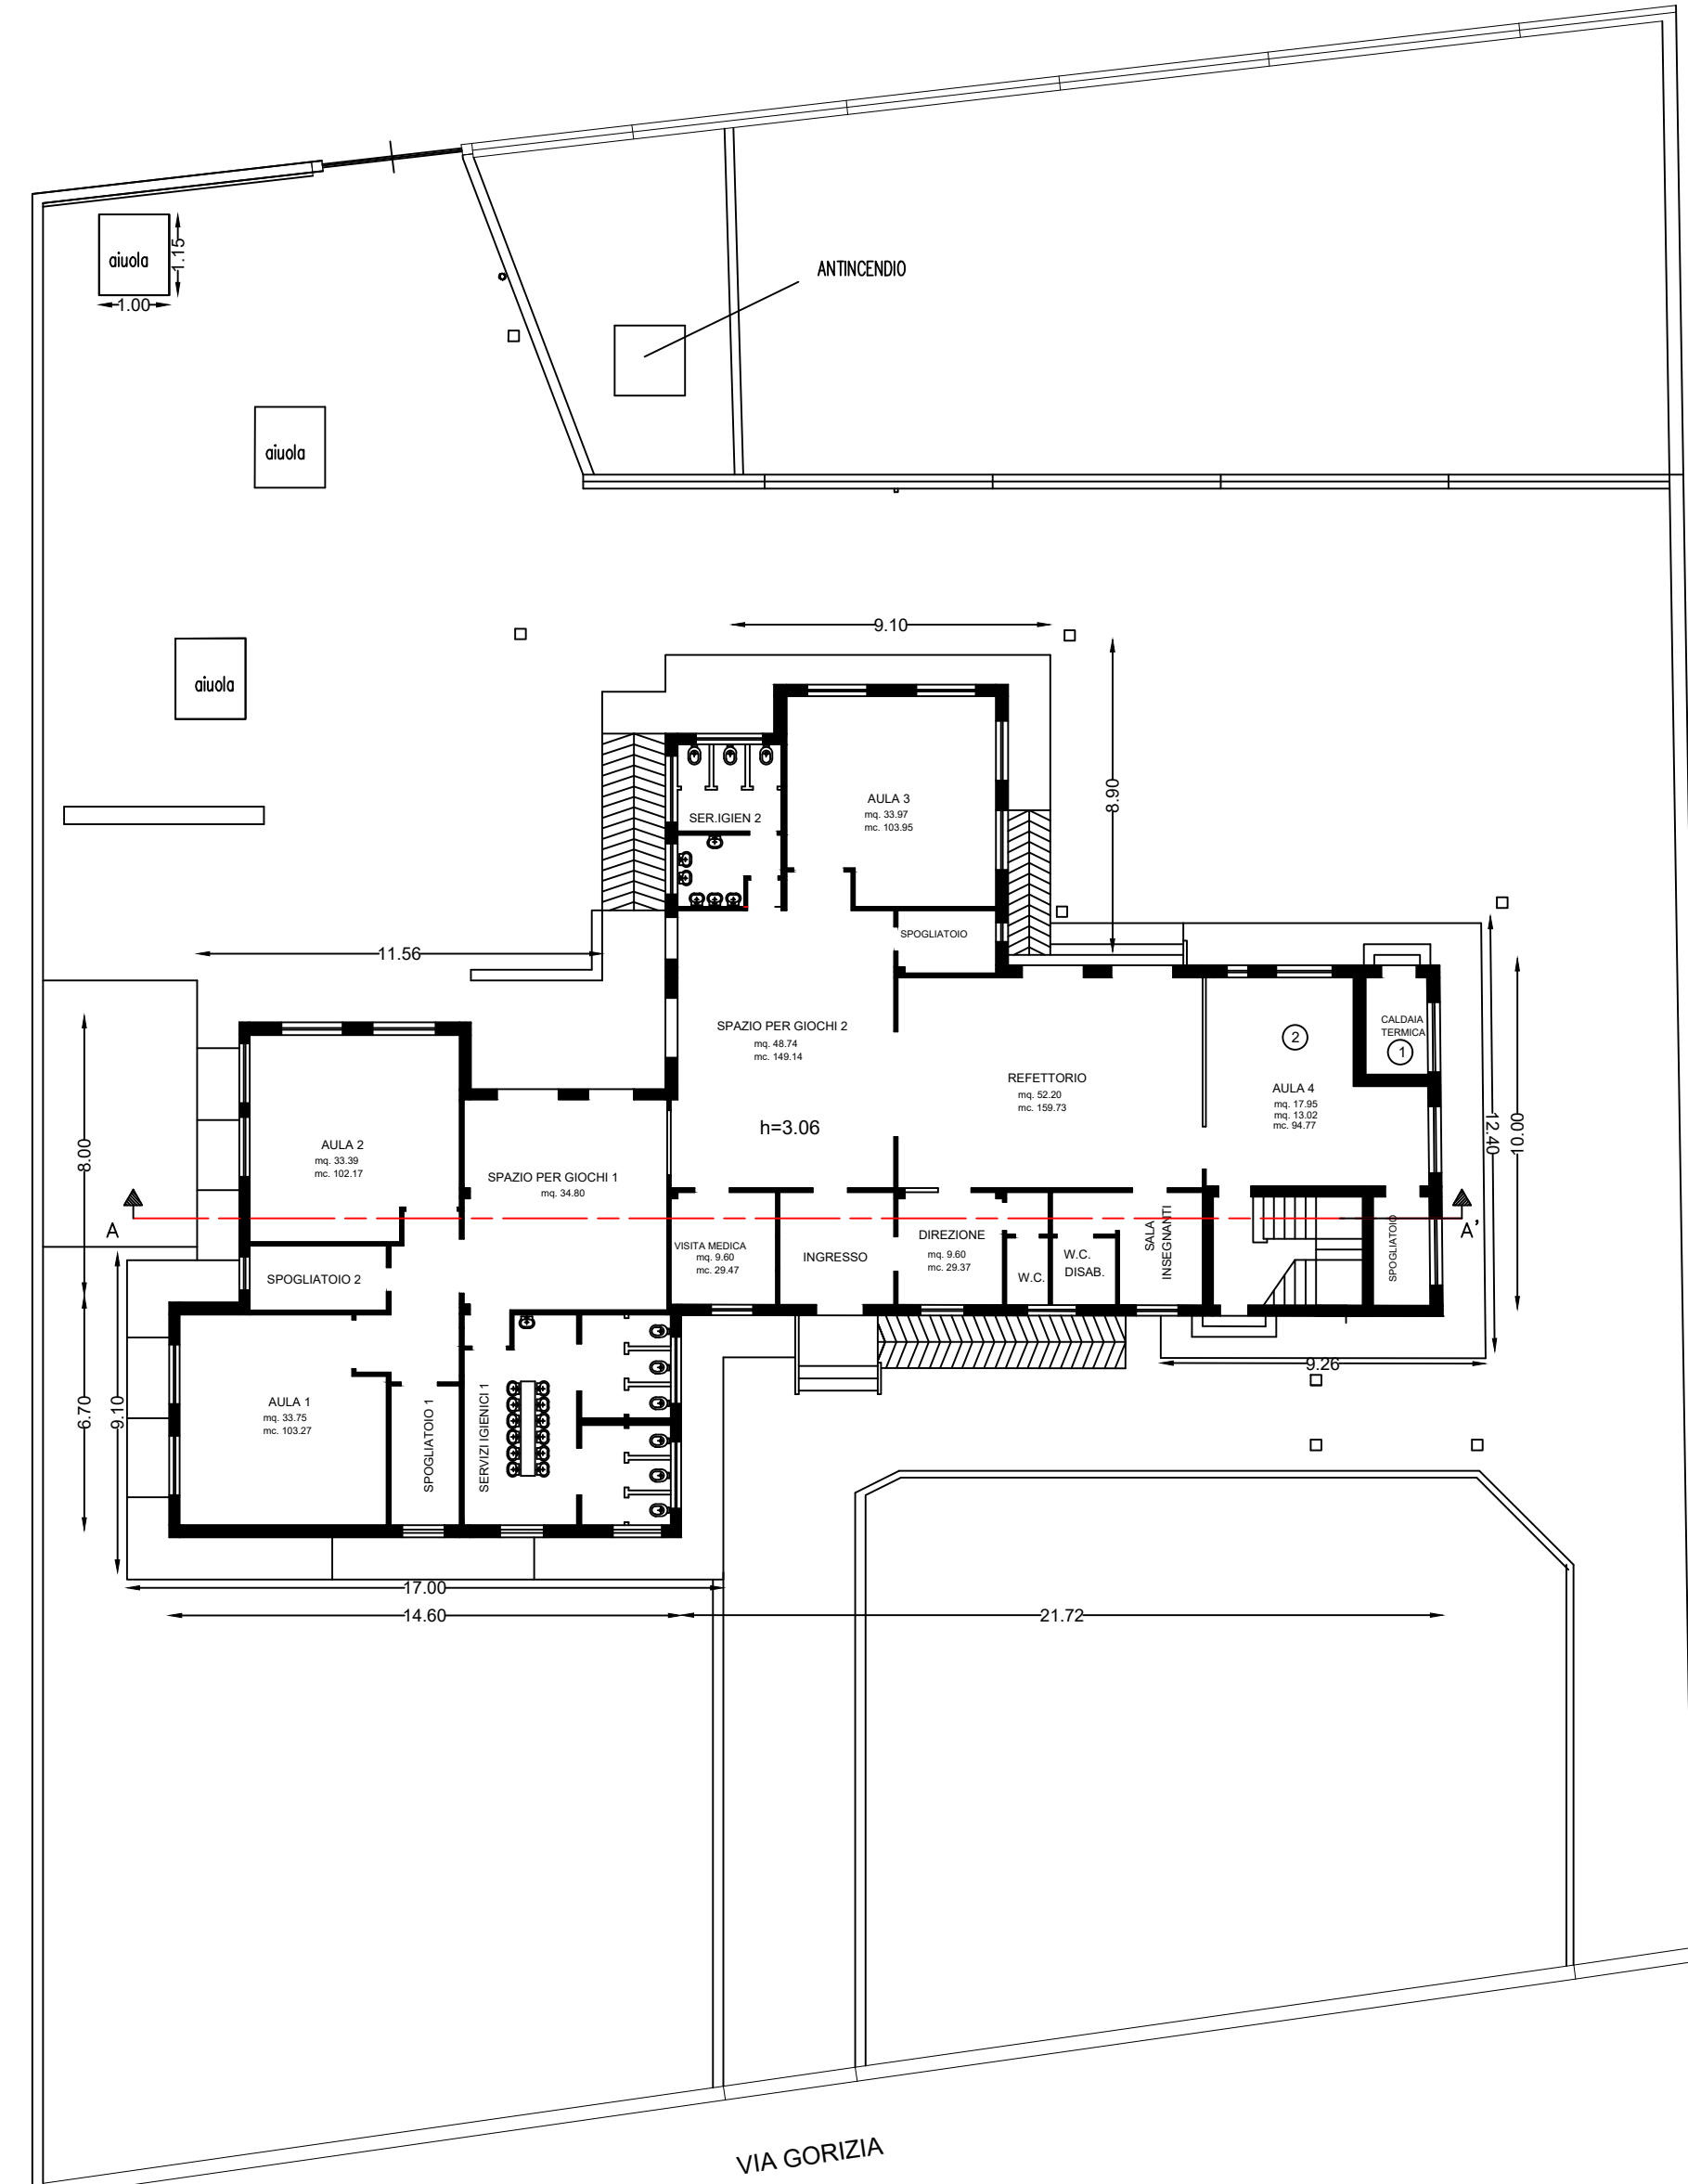 aiuola
1.15
1.00
ANTINCENDIO
aiuola
9.10
aiuola
8.90
AULA 3
mq. 33.97
mc. 103.95
SER.IGIEN 2
SPOGLIATOIO
11.56
SPAZIO PER GIOCHI 2
mq. 48.74
mc. 149.14
CALDAIA
TERMICA
1
2
REFETTORIO
mq. 52.20
mc. 159.73
AULA 4
mq. 17.95
mq. 13.02
mc. 94.77
h=3.06
12.40
10.00
8.00
AULA 2
mq. 33.39
mc. 102.17
SPAZIO PER GIOCHI 1
mq. 34.80
A
A'
VISITA MEDICA
mq. 9.60
mc. 29.47
INGRESSO
DIREZIONE
mq. 9.60
mc. 29.37
W.C.
W.C.
DISAB.
SALA
INSEGNANTI
SPOGLIATOIO
SPOGLIATOIO 2
9.26
6.70
9.10
AULA 1
mq. 33.75
mc. 103.27
SPOGLIATOIO 1
SERVIZI IGIENICI 1
17.00
14.60
21.72
VIA GORIZIA